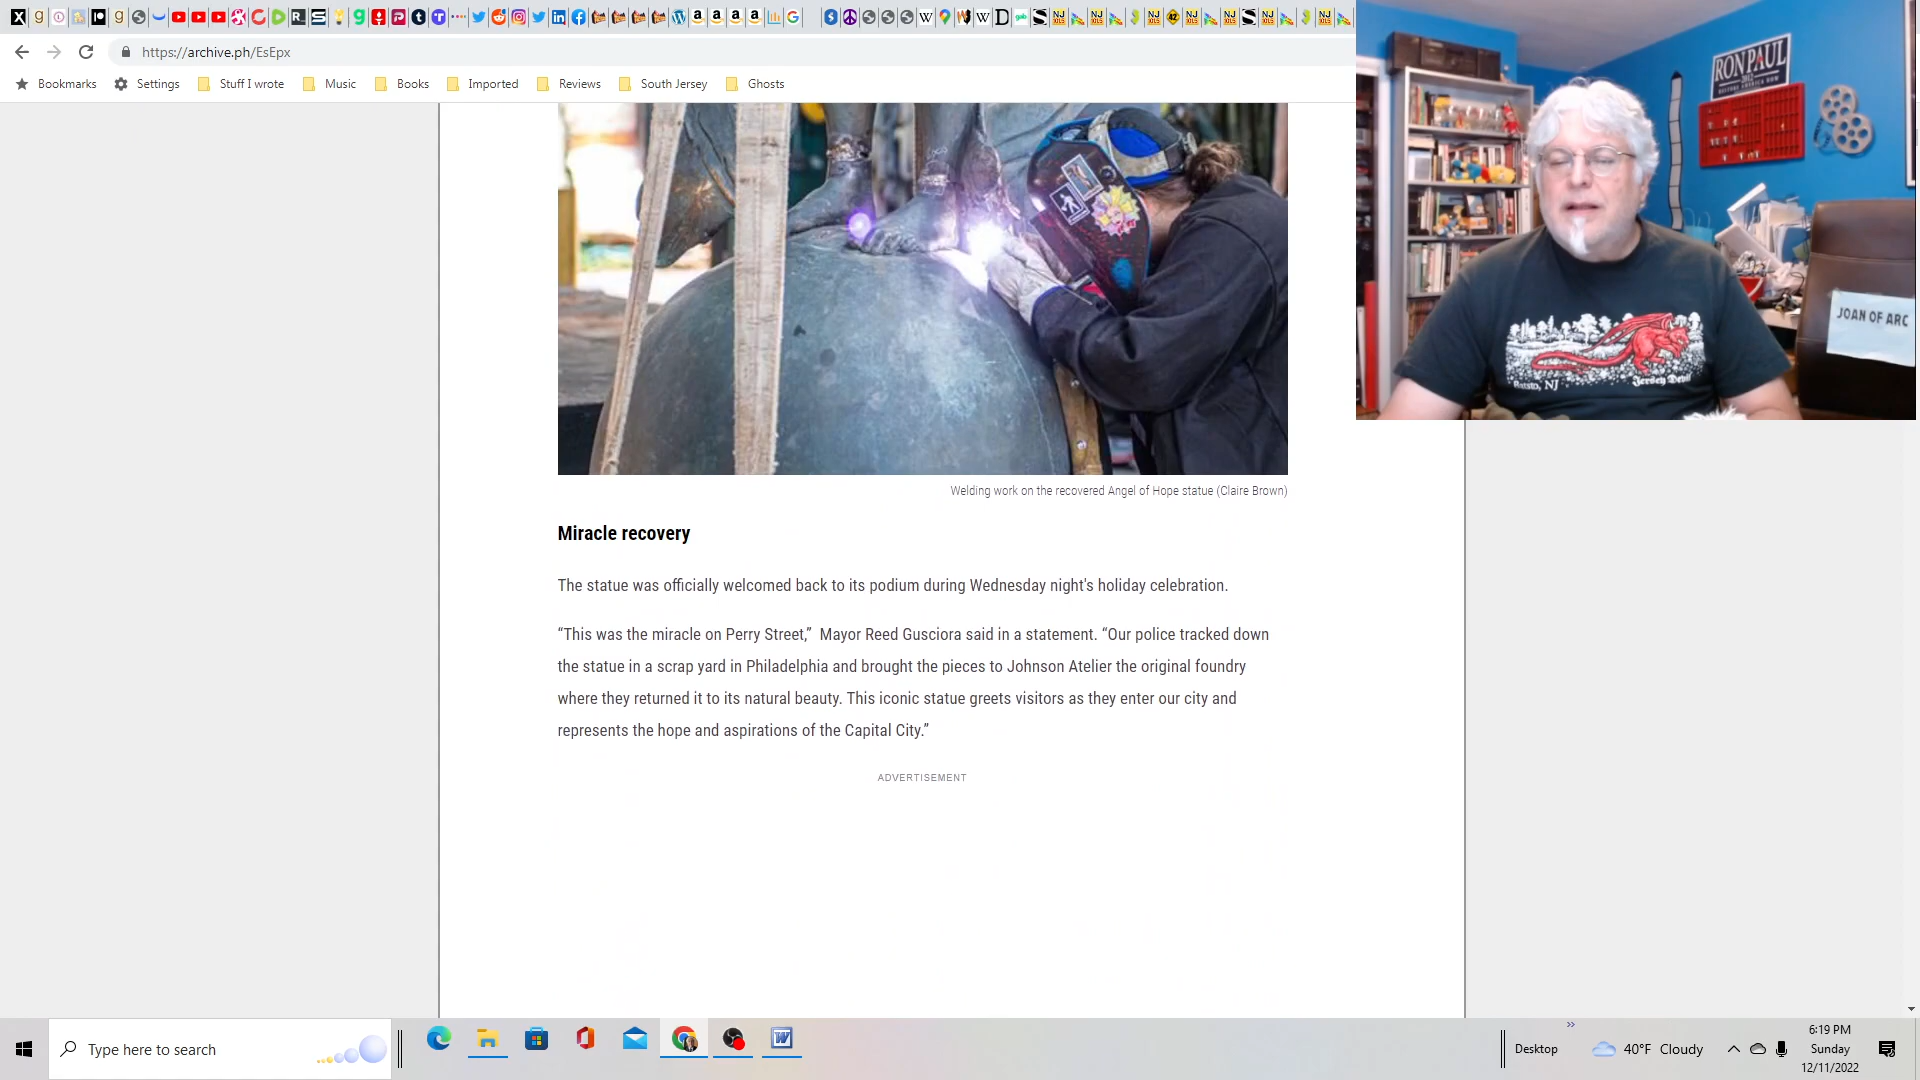 https://archive.ph/EsEpx
Bookmarks Settings Stuff I wrote Music Books Imported Reviews South Jersey Ghosts
RON PAUL
2012
JOAN OF ARC
Batsto, NJ
Jersey Devil
Welding work on the recovered Angel of Hope statue (Claire Brown)
Miracle recovery
The statue was officially welcomed back to its podium during Wednesday night's holiday celebration.
“This was the miracle on Perry Street,”  Mayor Reed Gusciora said in a statement. “Our police tracked down
the statue in a scrap yard in Philadelphia and brought the pieces to Johnson Atelier the original foundry
where they returned it to its natural beauty. This iconic statue greets visitors as they enter our city and
represents the hope and aspirations of the Capital City.”
ADVERTISEMENT
Type here to search
Desktop
40°F Cloudy
6:19 PM
Sunday
12/11/2022